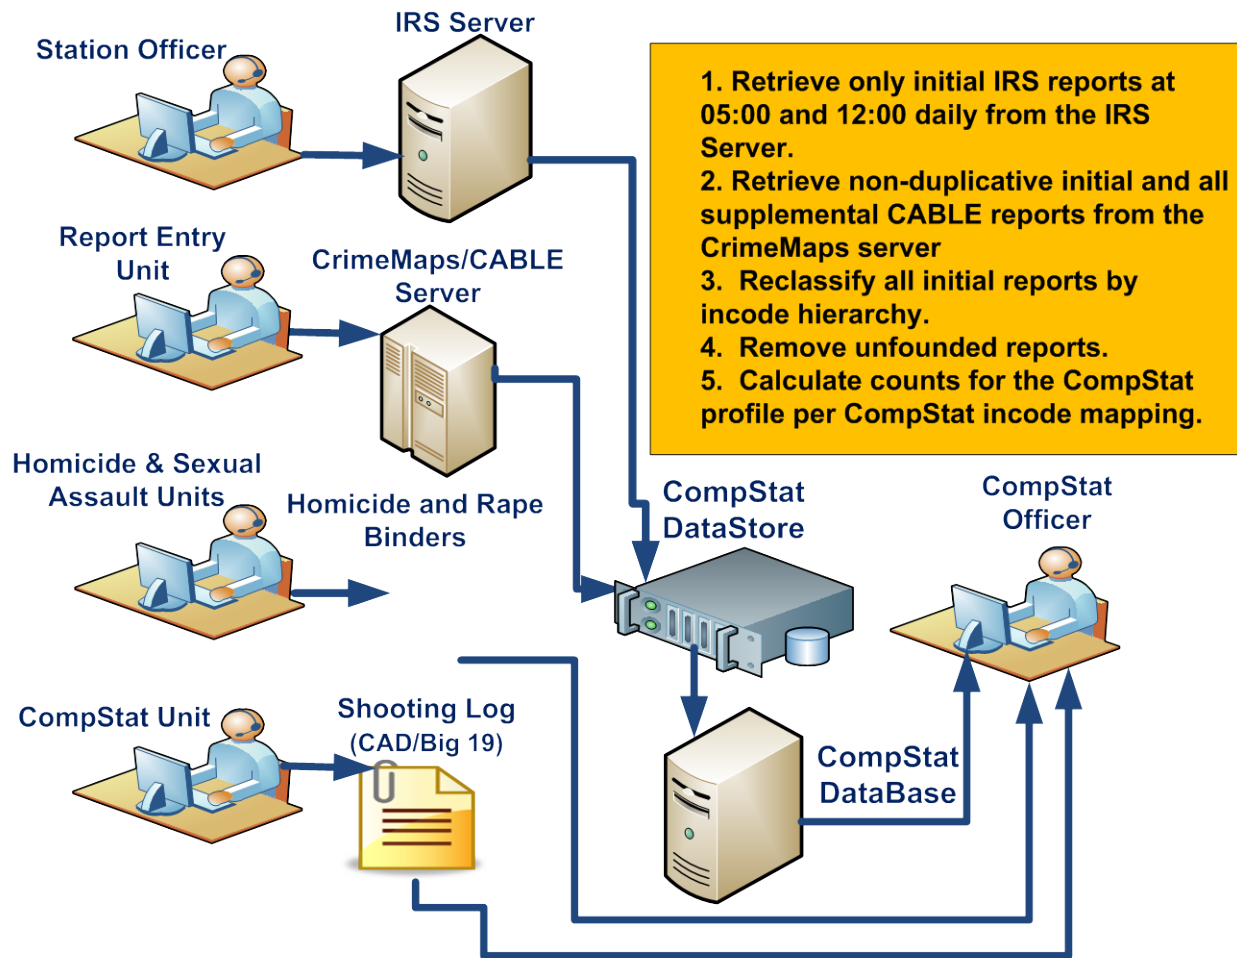 IRS Server
Station Officer
1. Retrieve only initial IRS reports at
05:00 and 12:00 daily from the IRS
Server.
2. Retrieve non-duplicative initial and all
supplemental CABLE reports from the
CrimeMaps server
3.  Reclassify all initial reports by
incode hierarchy.
4.  Remove unfounded reports.
5.  Calculate counts for the CompStat
profile per CompStat incode mapping.
Report Entry
Unit
CrimeMaps/CABLE
Server
Homicide & Sexual
Assault Units
Homicide and Rape
Binders
CompStat
DataStore
CompStat
Officer
CompStat Unit
Shooting Log
(CAD/Big 19)
CompStat
DataBase